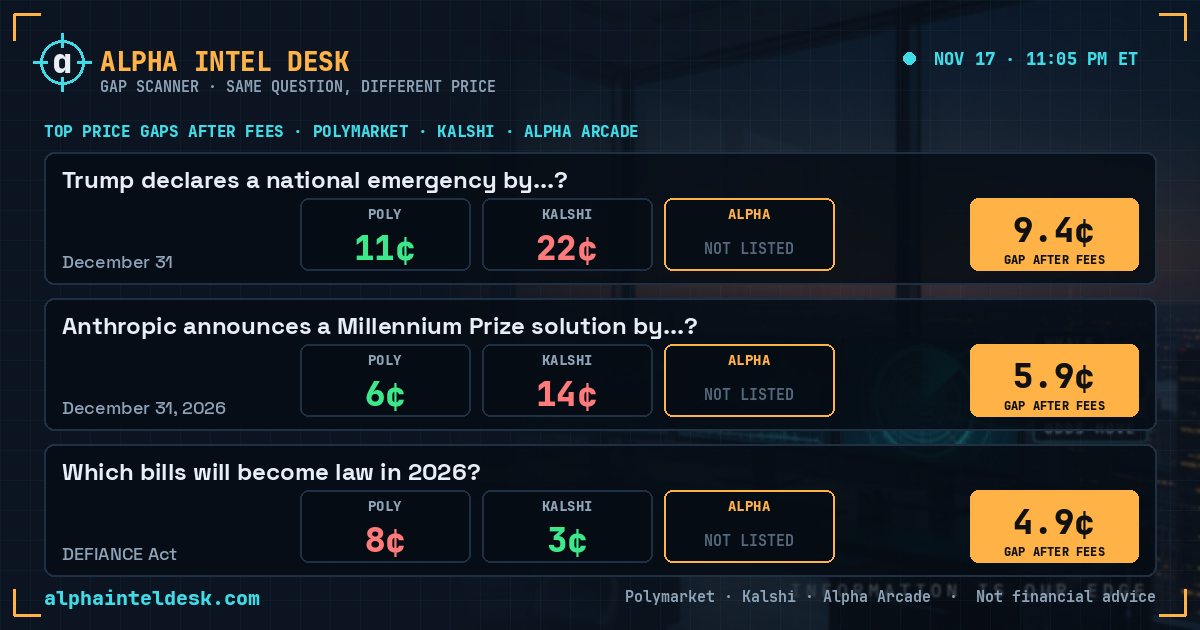 α
ALPHA INTEL DESK
GAP SCANNER · SAME QUESTION, DIFFERENT PRICE
NOV 17 · 11:05 PM ET
TOP PRICE GAPS AFTER FEES · POLYMARKET · KALSHI · ALPHA ARCADE
Trump declares a national emergency by...?
December 31
POLY
11¢
KALSHI
22¢
ALPHA
NOT LISTED
9.4¢
GAP AFTER FEES
Anthropic announces a Millennium Prize solution by...?
December 31, 2026
POLY
6¢
KALSHI
14¢
ALPHA
NOT LISTED
5.9¢
GAP AFTER FEES
Which bills will become law in 2026?
DEFIANCE Act
POLY
8¢
KALSHI
3¢
ALPHA
NOT LISTED
4.9¢
GAP AFTER FEES
INFORMATION IS OUR EDGE
alphainteldesk.com
Polymarket · Kalshi · Alpha Arcade · Not financial advice